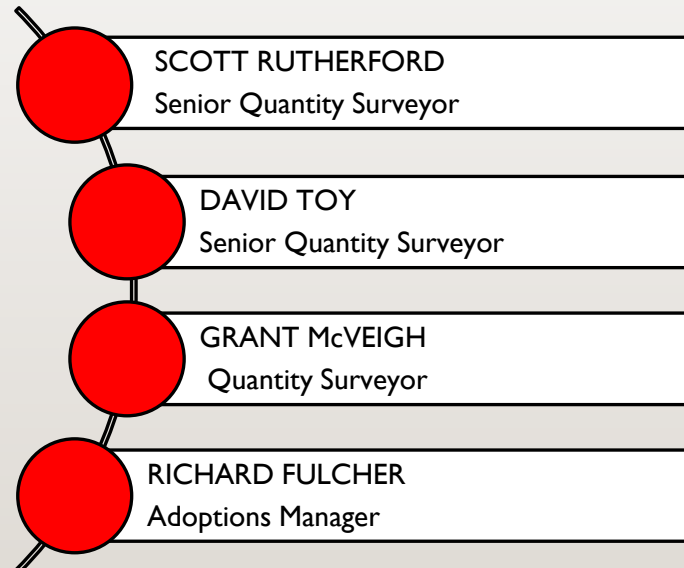 SCOTT RUTHERFORD
Senior Quantity Surveyor
DAVID TOY
Senior Quantity Surveyor
GRANT McVEIGH
Quantity Surveyor
RICHARD FULCHER
Adoptions Manager